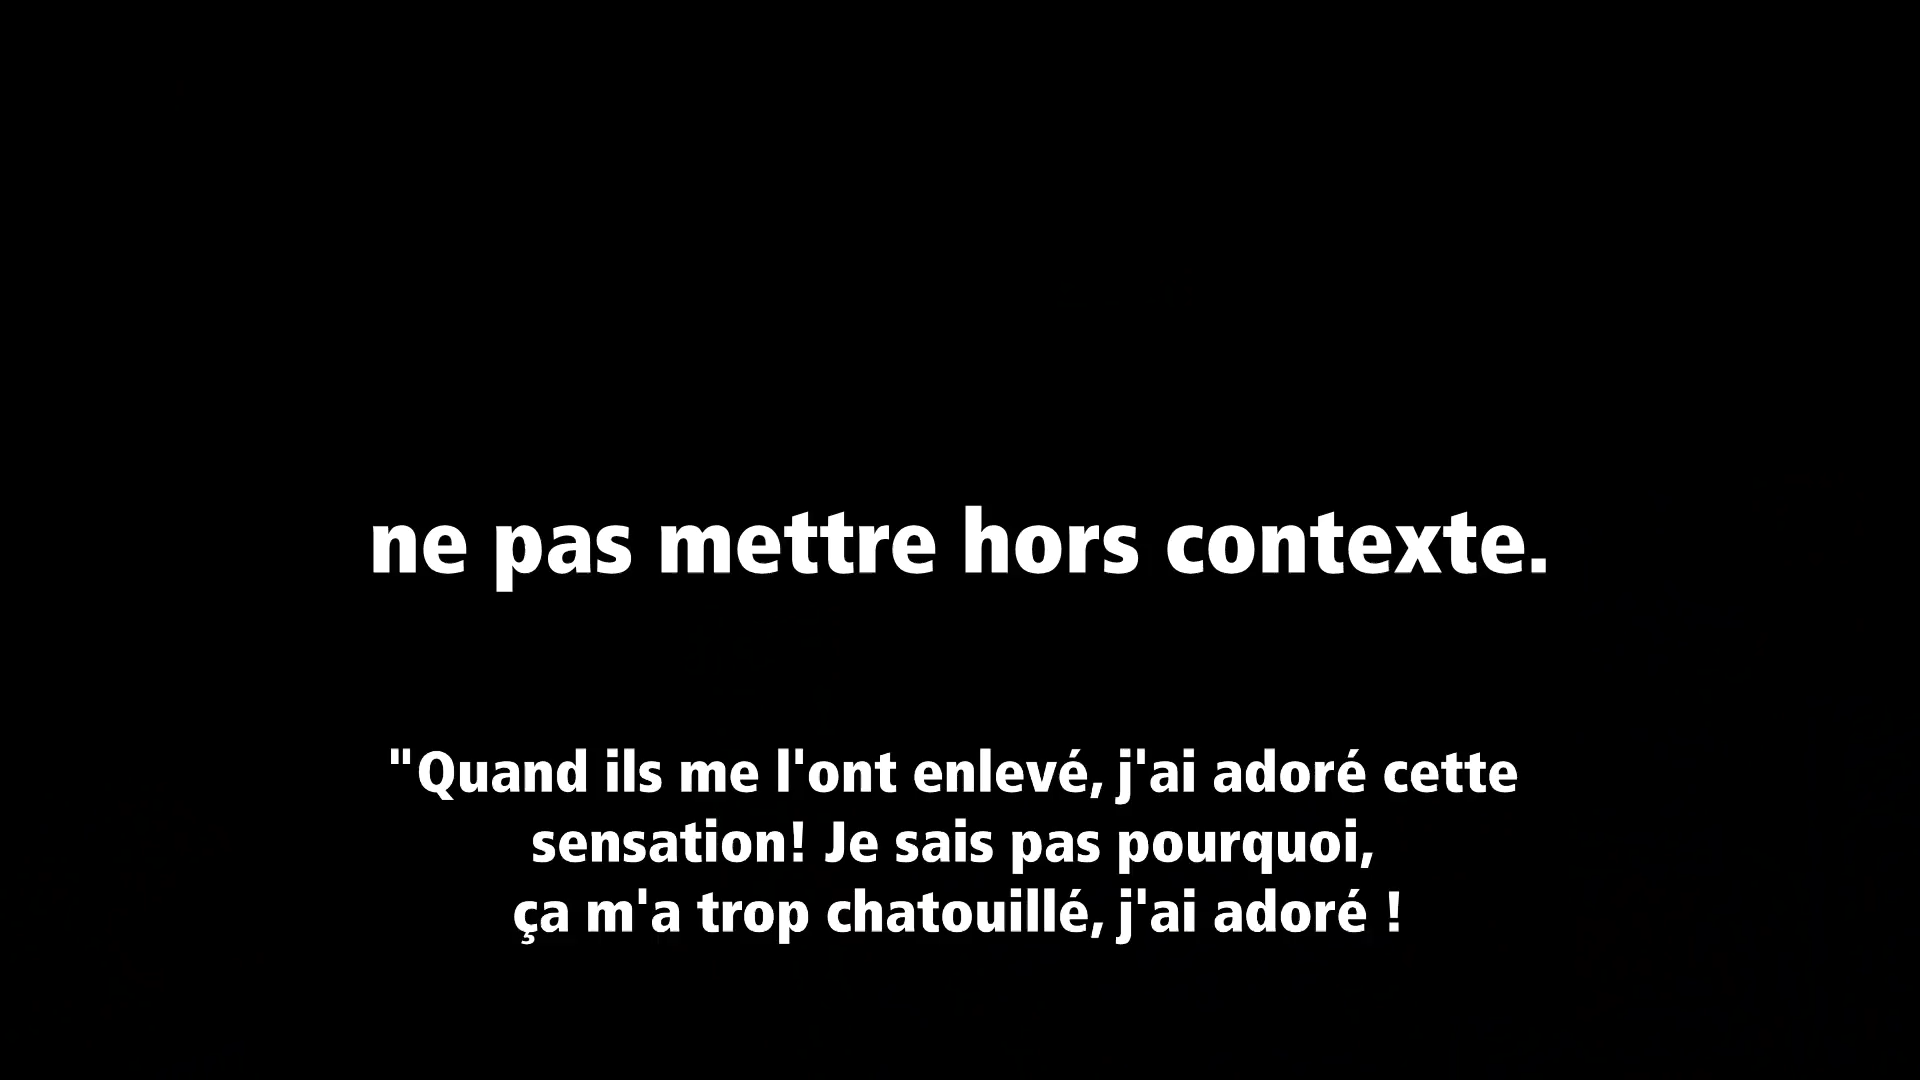 ne pas mettre hors contexte.
"Quand ils me l'ont enlevé, j'ai adoré cette
sensation! Je sais pas pourquoi,
ça m'a trop chatouillé, j'ai adoré !